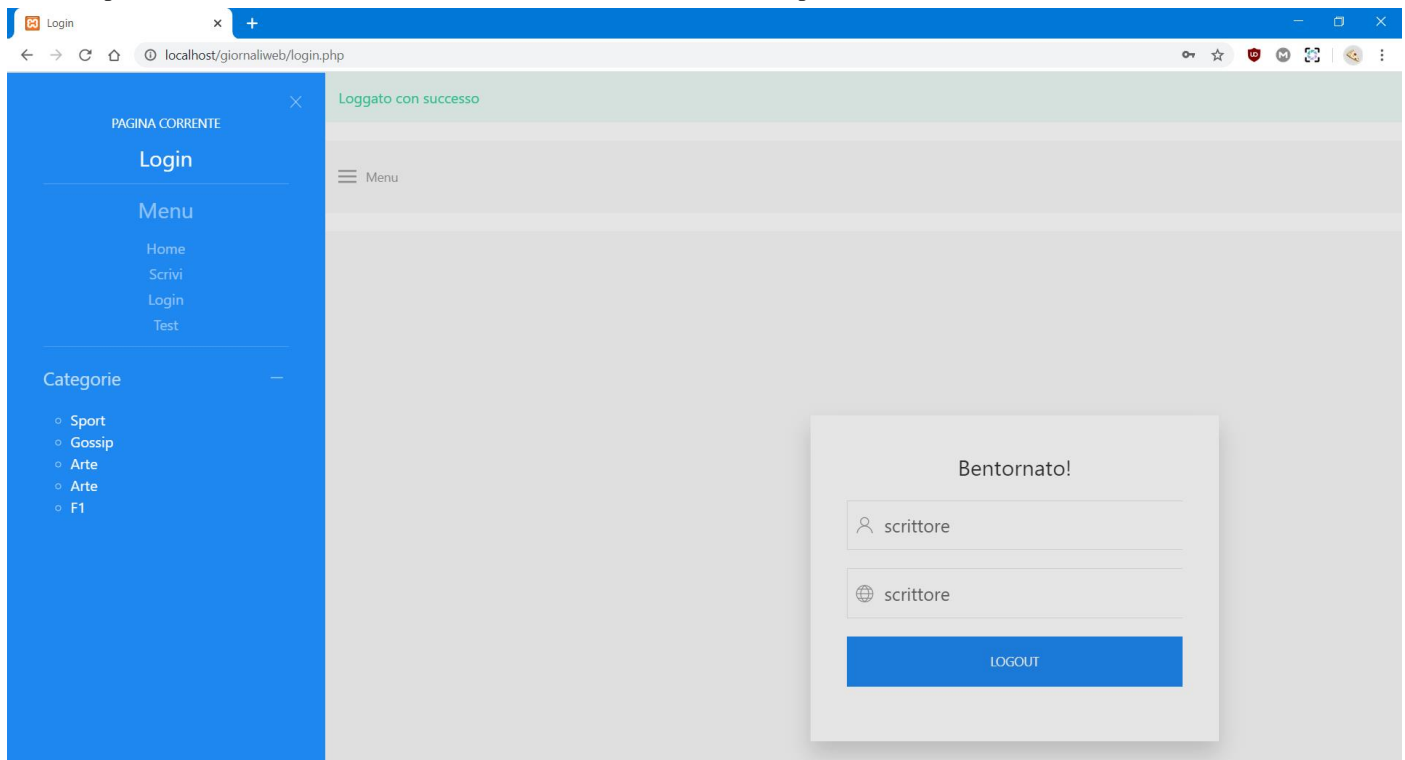 Login
localhost/giornaliweb/login.php
PAGINA CORRENTE
Login
Menu
Home
Scrivi
Login
Test
Categorie
Sport
Gossip
Arte
Arte
F1
Loggato con successo
Menu
Bentornato!
scrittore
scrittore
LOGOUT